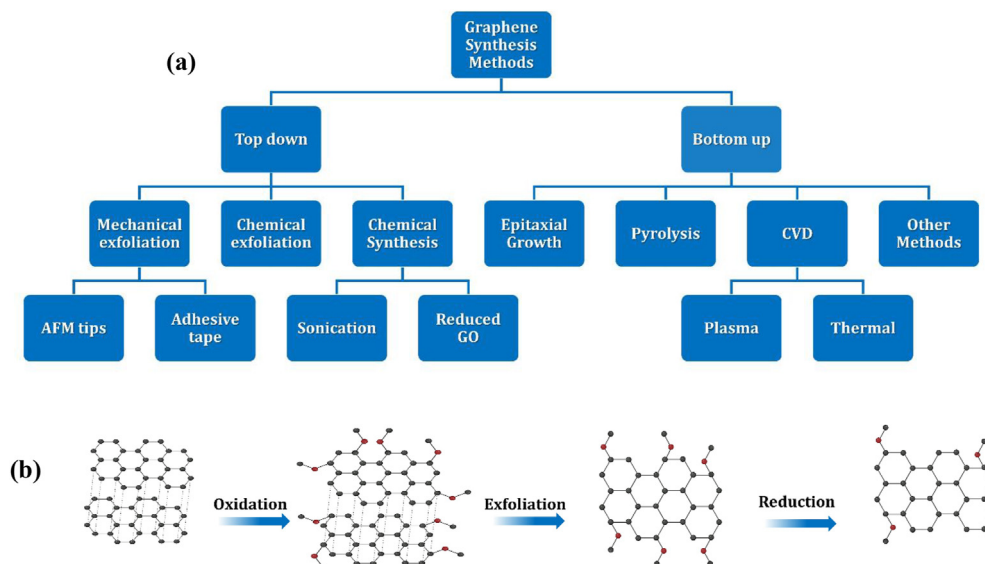 Graphene
Synthesis
Methods
(a)
Top down
Bottom up
Mechanical
exfoliation
Chemical
exfoliation
Chemical
Synthesis
Epitaxial
Growth
Pyrolysis
CVD
Other
Methods
AFM tips
Adhesive
tape
Sonication
Reduced
GO
Plasma
Thermal
(b)
Oxidation
Exfoliation
Reduction